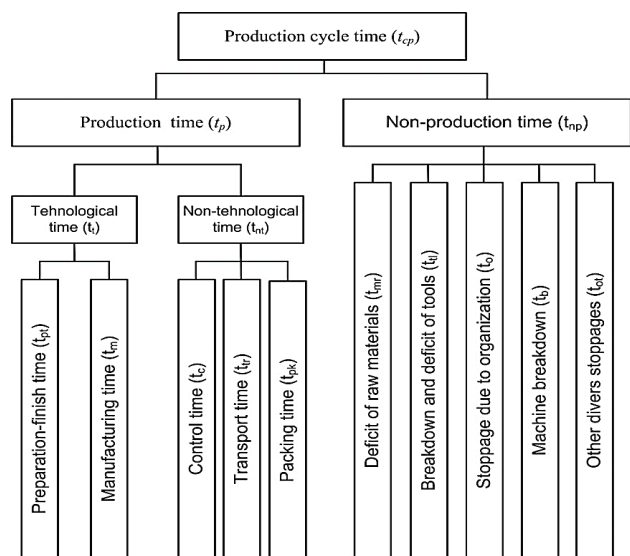 Production cycle time (tcp)
Production time (tp)
Non-production time (tnp)
Tehnological
time (tt)
Non-tehnological
time (tnt)
Preparation-finish time (tpt)
Manufacturing time (tm)
Control time (tc)
Transport time (ttr)
Packing time (tpk)
Deficit of raw materials (tmr)
Breakdown and deficit of tools (ttl)
Stoppage due to organization (to)
Machine breakdown (tb)
Other divers stoppages (tot)